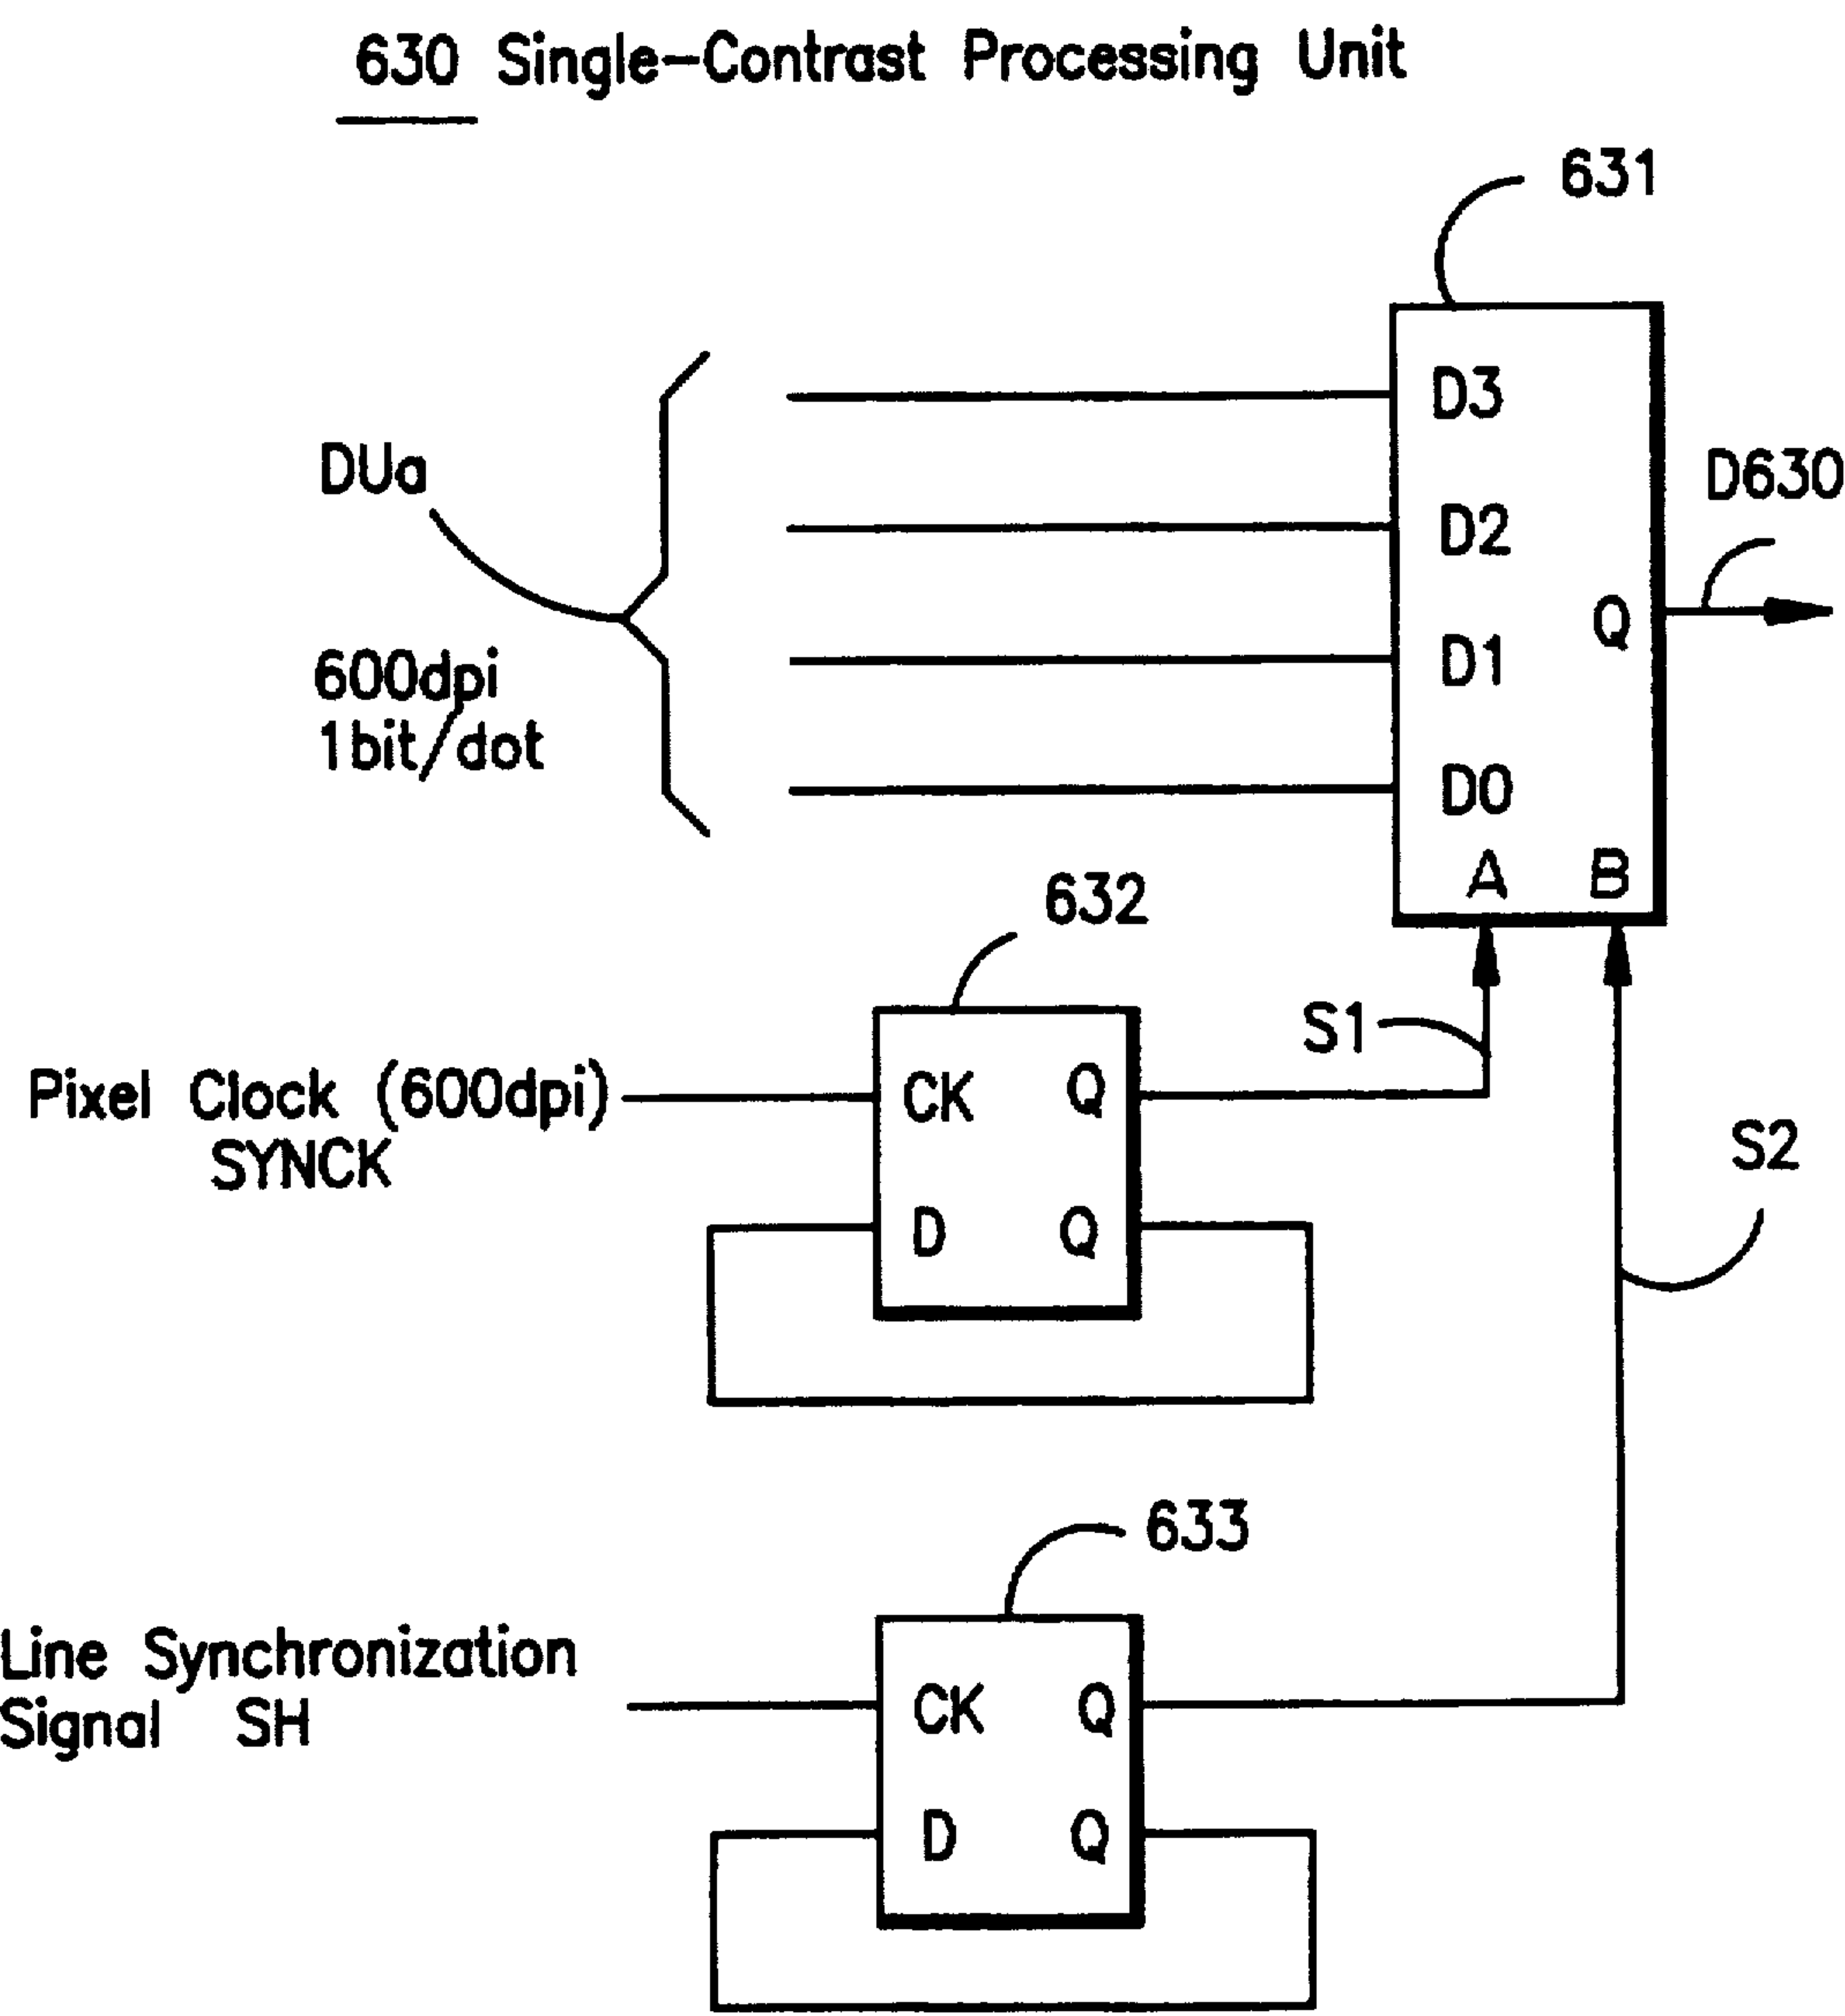 630 Single-Contrast Processing Unit
631
D3
DUa
D630
D2
Q
600dpi
1bit/dot
D1
D0
A B
632
S1
Pixel Clock (600dpi)
SYNCK
CK Q
S2
D Q
633
Line Synchronization
Signal SH
CK Q
D Q